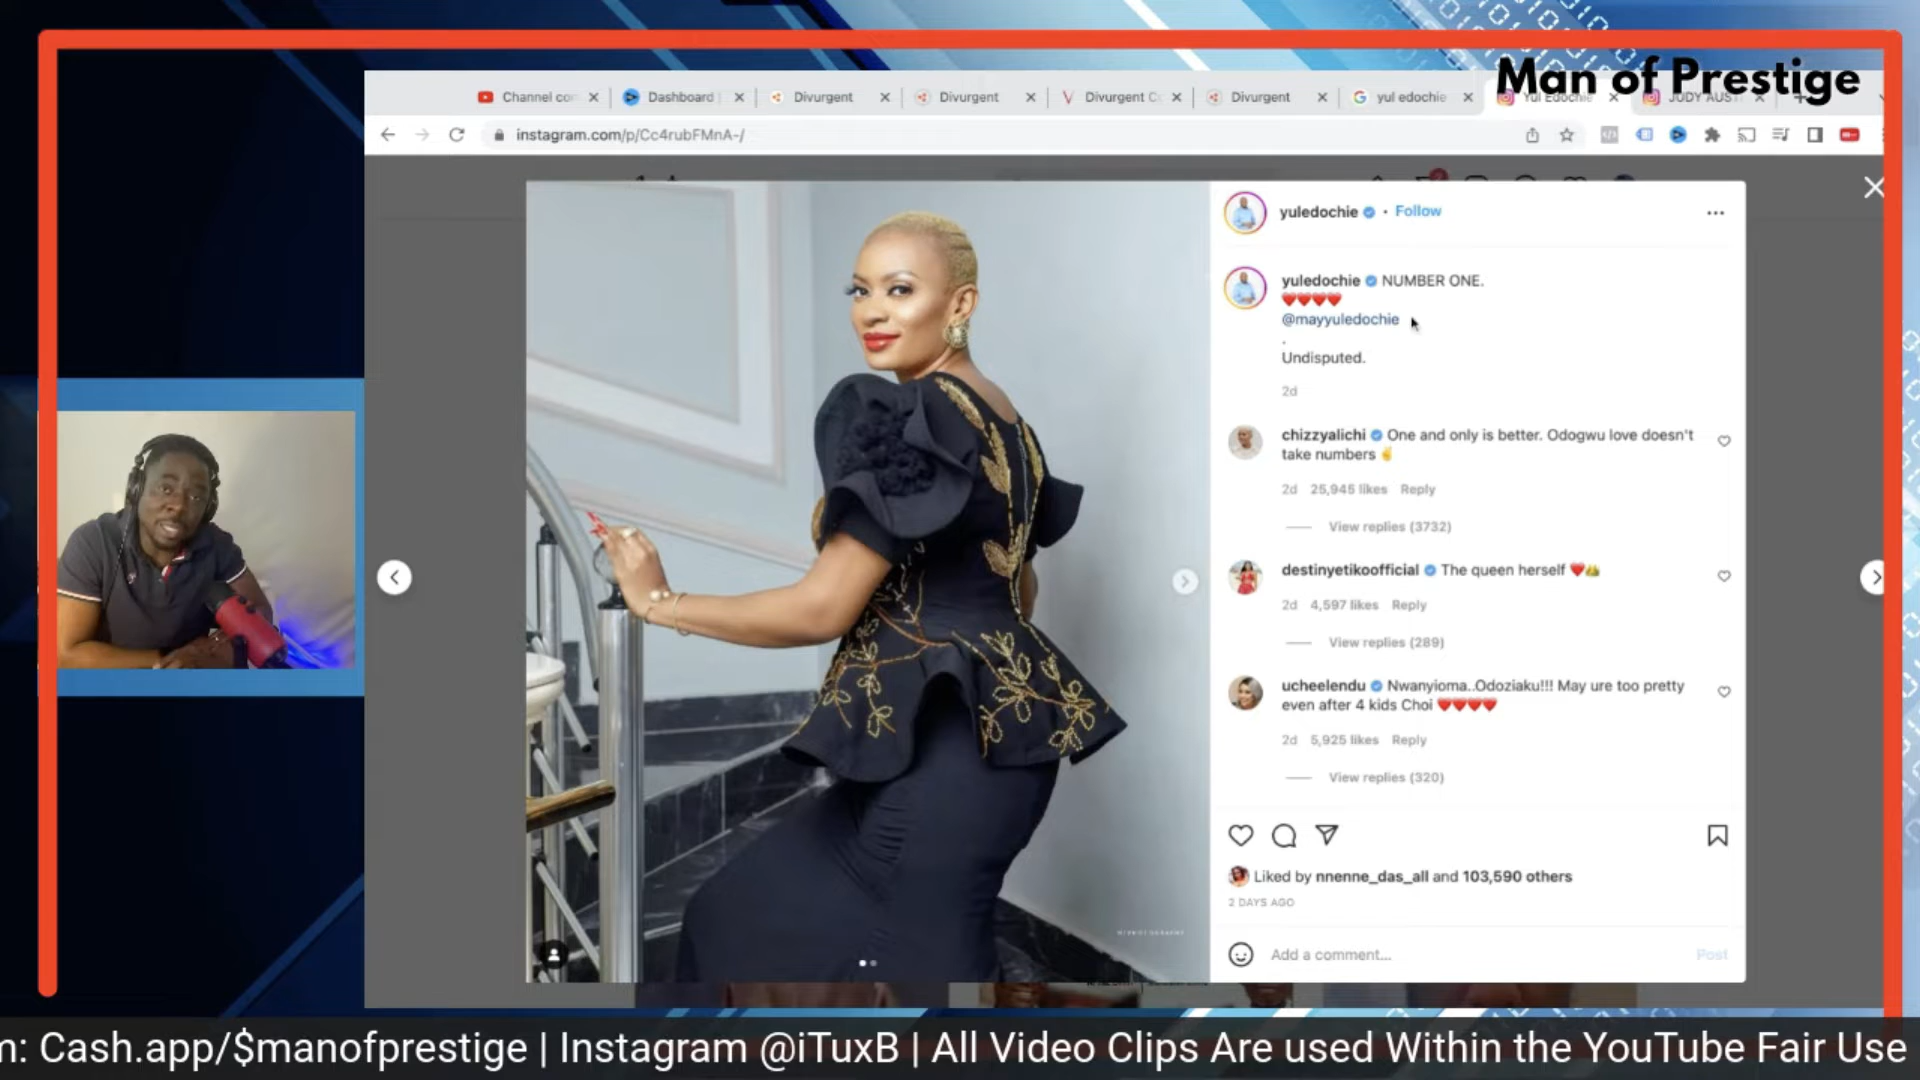 Man of Prestige
Channel con
Dashboard
Divurgent
Divurgent
Divurgent C
Divurgent
yul edochie
Yul Edochie
JUDY AUST
instagram.com/p/Cc4rubFMnA-/
yuledochie • Follow
yuledochie NUMBER ONE.
❤️❤️❤️❤️
@mayyuledochie
.
Undisputed.
2d
chizzyalichi One and only is better. Odogwu love doesn't
take numbers ✌️
2d 25,945 likes Reply
View replies (3732)
destinyetikoofficial The queen herself ❤️👑
2d 4,597 likes Reply
View replies (289)
ucheelendu Nwanyioma..Odoziaku!!! May ure too pretty
even after 4 kids Choi ❤️❤️❤️❤️
2d 5,925 likes Reply
View replies (320)
Liked by nnenne_das_all and 103,590 others
2 DAYS AGO
Add a comment...
Post
m: Cash.app/$manofprestige | Instagram @iTuxB | All Video Clips Are used Within the YouTube Fair Use